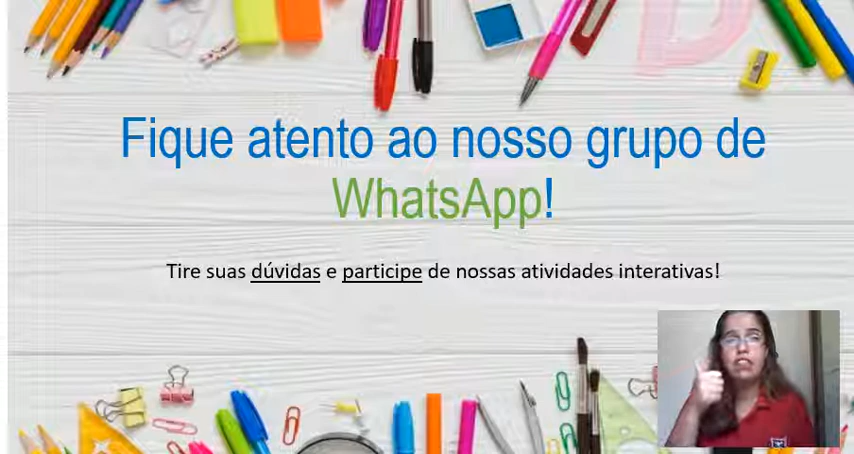 Fique atento ao nosso grupo de
WhatsApp!
Tire suas dúvidas e participe de nossas atividades interativas!